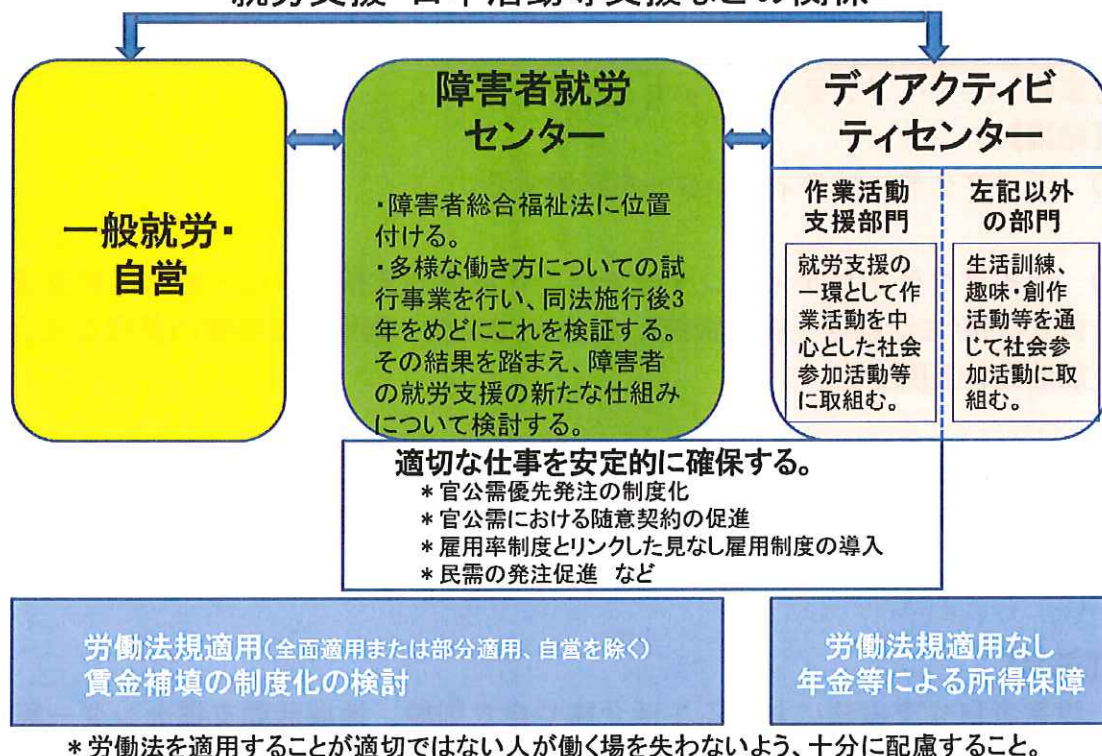 一般就労・
自営
障害者就労
センター
・障害者総合福祉法に位置
付ける。
・多様な働き方についての試
行事業を行い、同法施行後3
年をめどにこれを検証する。
その結果を踏まえ、障害者
の就労支援の新たな仕組み
について検討する。
デイアクティビ
ティセンター
作業活動
支援部門
就労支援の
一環として作
業活動を中
心とした社会
参加活動等
に取組む。
左記以外
の部門
生活訓練、
趣味・創作
活動等を通
じて社会参
加活動に取
組む。
適切な仕事を安定的に確保する。
＊官公需優先発注の制度化
＊官公需における随意契約の促進
＊雇用率制度とリンクした見なし雇用制度の導入
＊民需の発注促進 など
労働法規適用(全面適用または部分適用、自営を除く)
賃金補填の制度化の検討
労働法規適用なし
年金等による所得保障
＊労働法を適用することが適切ではない人が働く場を失わないよう、十分に配慮すること。